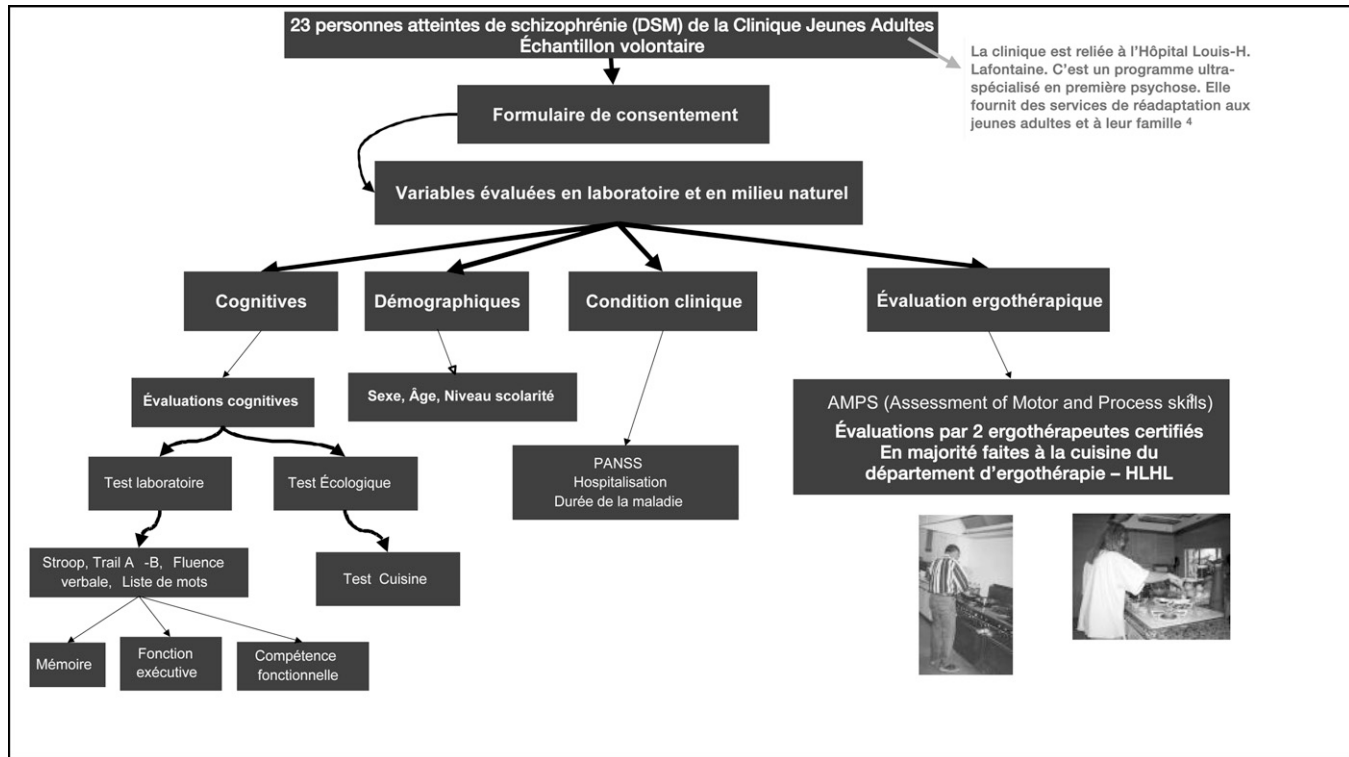 23 personnes atteintes de schizophrénie (DSM) de la Clinique Jeunes Adultes
Échantillon volontaire
La clinique est reliée à l'Hôpital Louis-H.
Lafontaine. C'est un programme ultra-
spécialisé en première psychose. Elle
fournit des services de réadaptation aux
jeunes adultes et à leur famille ⁴
Formulaire de consentement
Variables évaluées en laboratoire et en milieu naturel
Cognitives
Démographiques
Condition clinique
Évaluation ergothérapique
Évaluations cognitives
Sexe, Âge, Niveau scolarité
AMPS (Assessment of Motor and Process skills)
Évaluations par 2 ergothérapeutes certifiés
En majorité faites à la cuisine du
département d'ergothérapie – HLHL
Test laboratoire
Test Écologique
PANSS
Hospitalisation
Durée de la maladie
Stroop, Trail A -B, Fluence
verbale, Liste de mots
Test Cuisine
Mémoire
Fonction
exécutive
Compétence
fonctionnelle